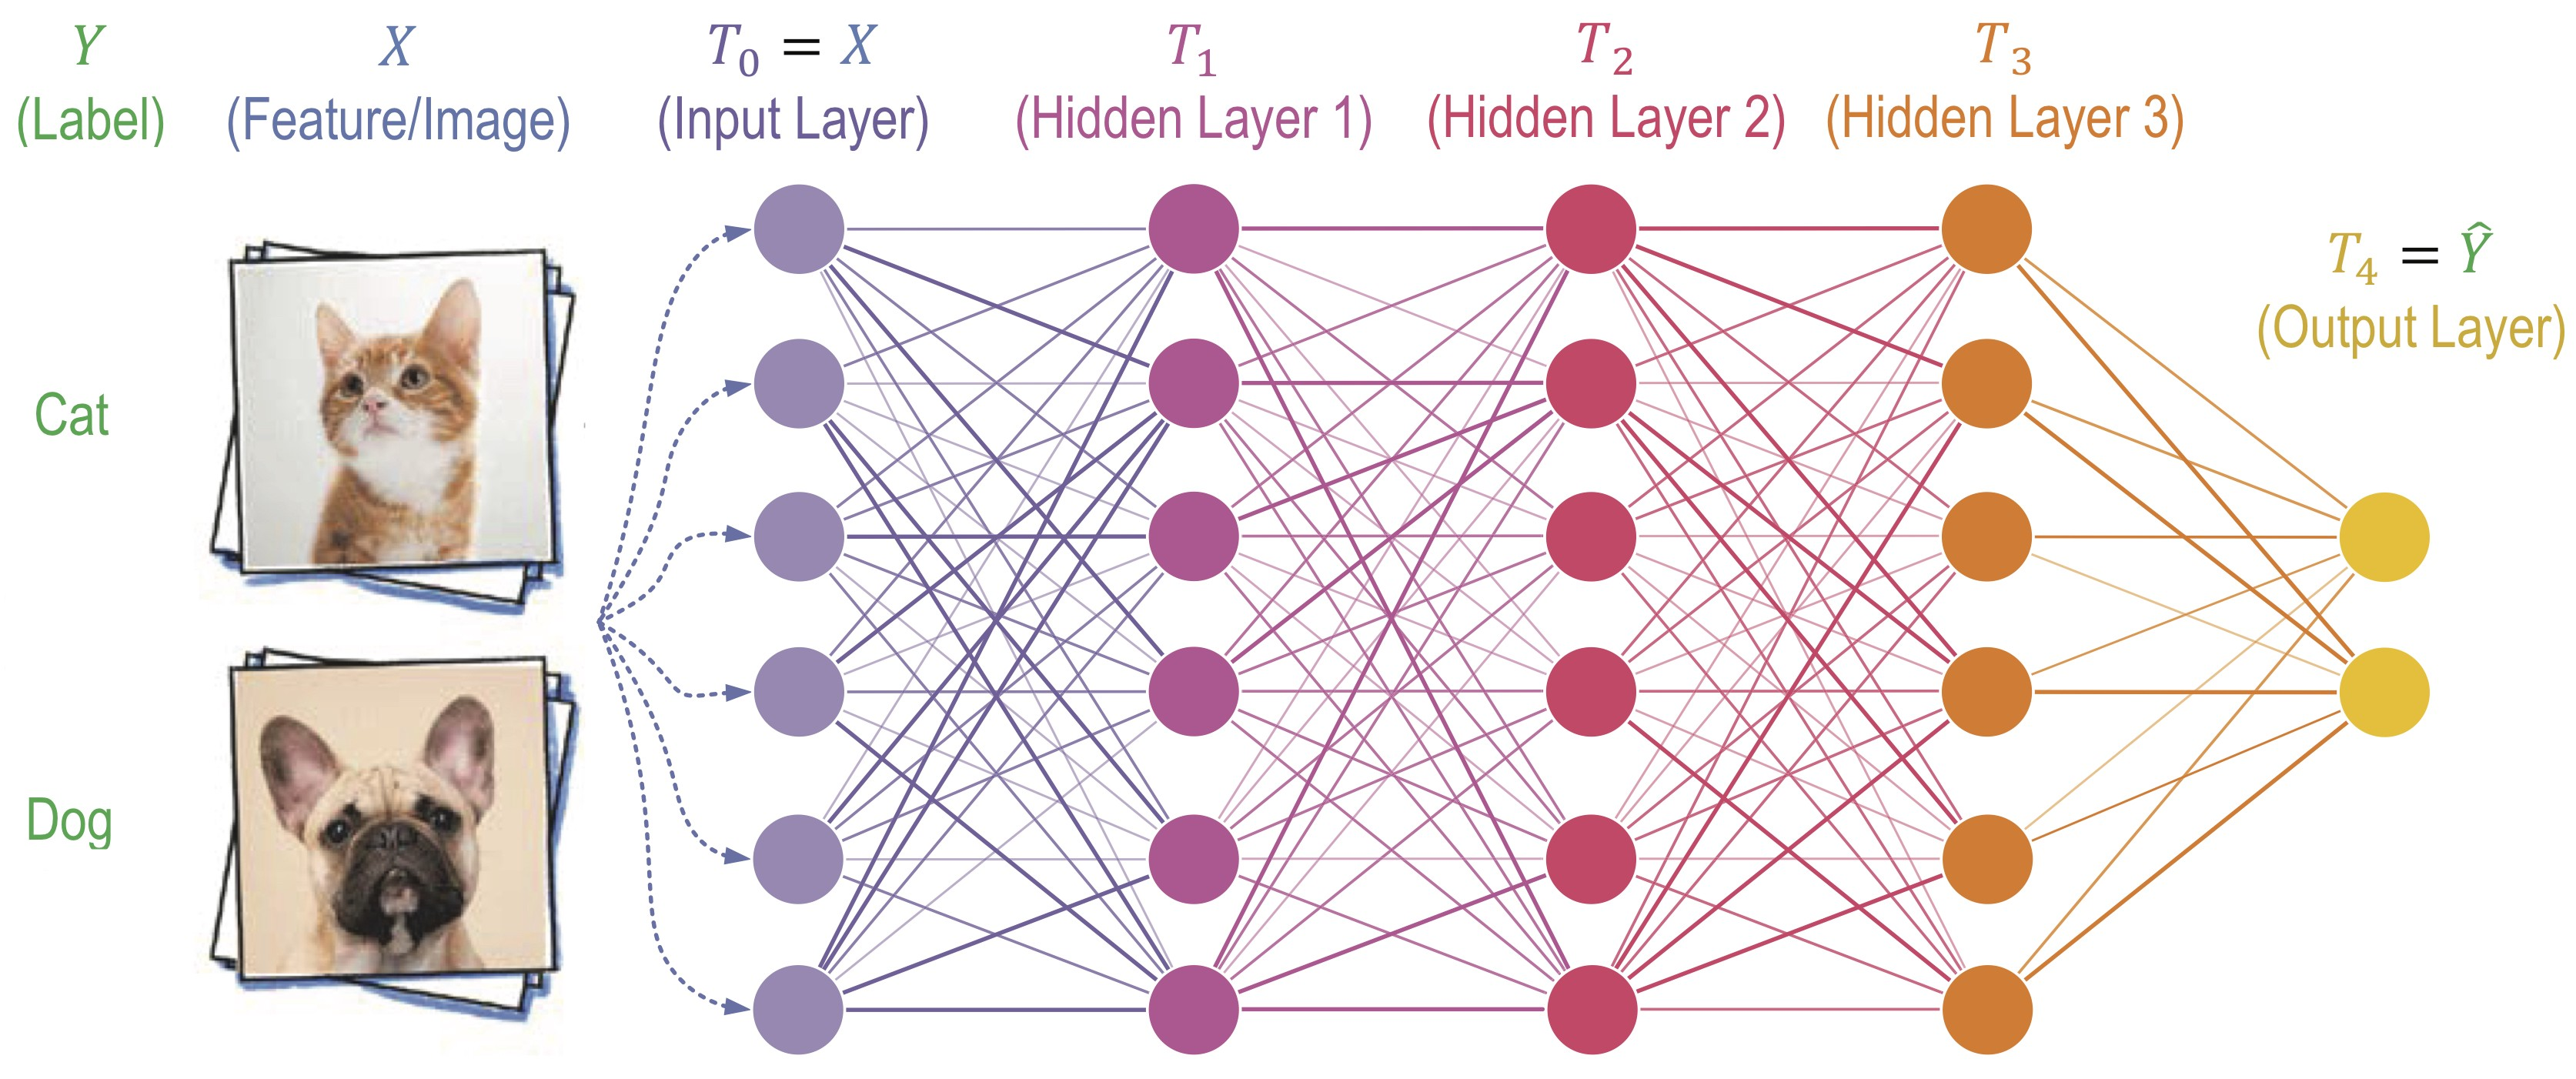 Y
(Label)
X
(Feature/Image)
T₀ = X
(Input Layer)
T₁
(Hidden Layer 1)
T₂
(Hidden Layer 2)
T₃
(Hidden Layer 3)
T₄ = Ŷ
(Output Layer)
Cat
Dog